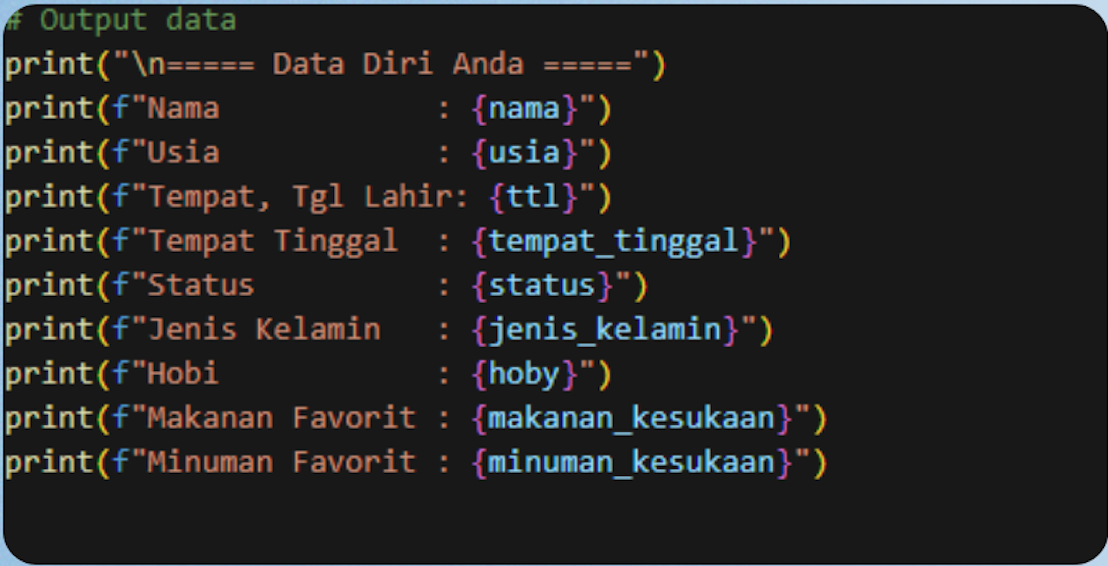 # Output data
print("\n===== Data Diri Anda =====")
print(f"Nama            : {nama}")
print(f"Usia            : {usia}")
print(f"Tempat, Tgl Lahir: {ttl}")
print(f"Tempat Tinggal  : {tempat_tinggal}")
print(f"Status          : {status}")
print(f"Jenis Kelamin   : {jenis_kelamin}")
print(f"Hobi            : {hoby}")
print(f"Makanan Favorit : {makanan_kesukaan}")
print(f"Minuman Favorit : {minuman_kesukaan}")